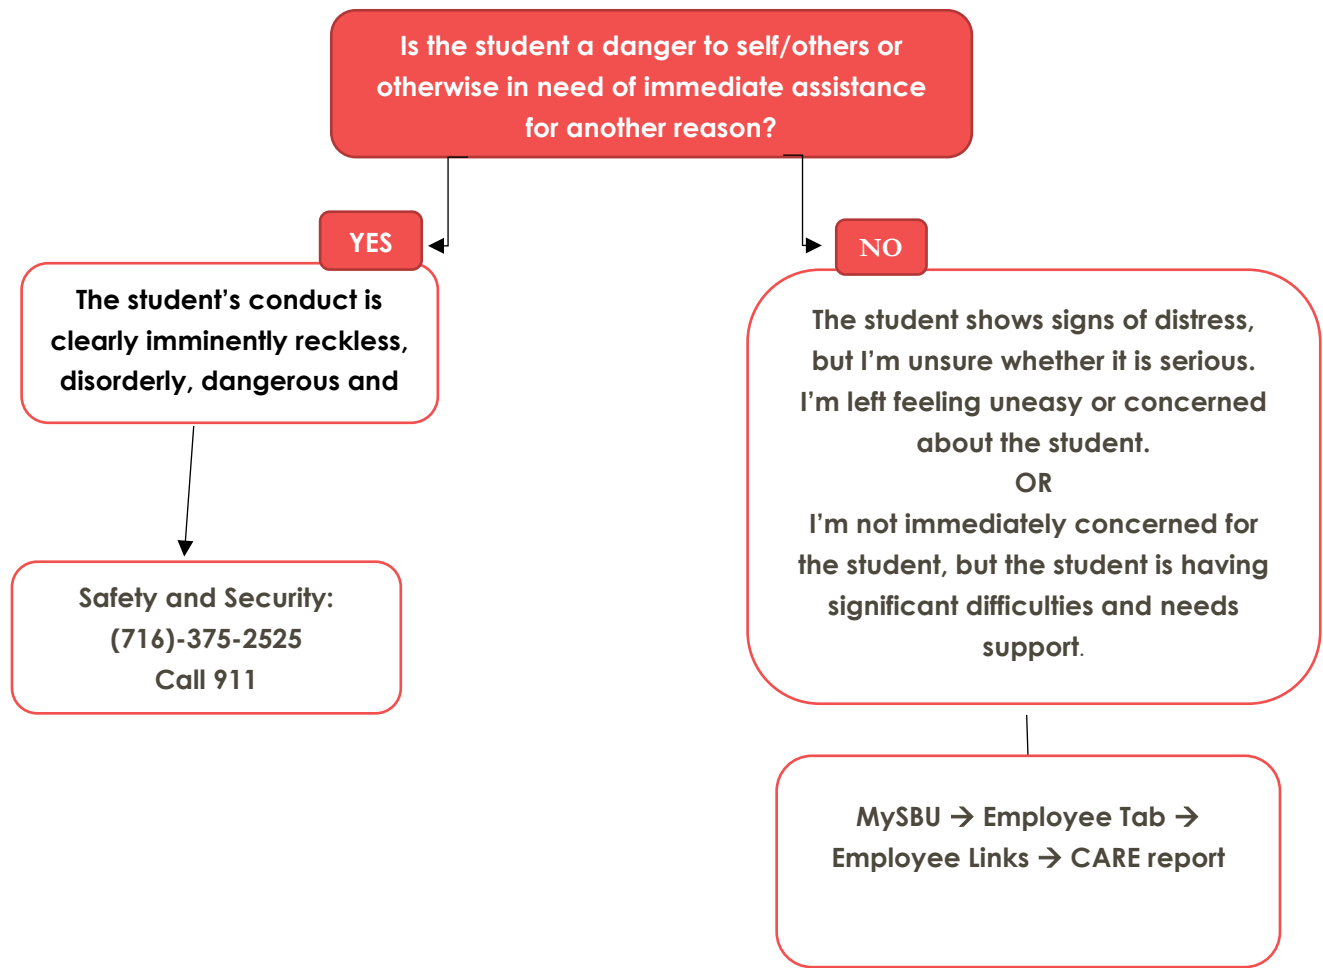 Is the student a danger to self/others or
otherwise in need of immediate assistance
for another reason?
YES
The student’s conduct is
clearly imminently reckless,
disorderly, dangerous and
Safety and Security:
(716)-375-2525
Call 911
NO
The student shows signs of distress,
but I’m unsure whether it is serious.
I’m left feeling uneasy or concerned
about the student.
OR
I’m not immediately concerned for
the student, but the student is having
significant difficulties and needs
support.
MySBU → Employee Tab →
Employee Links → CARE report